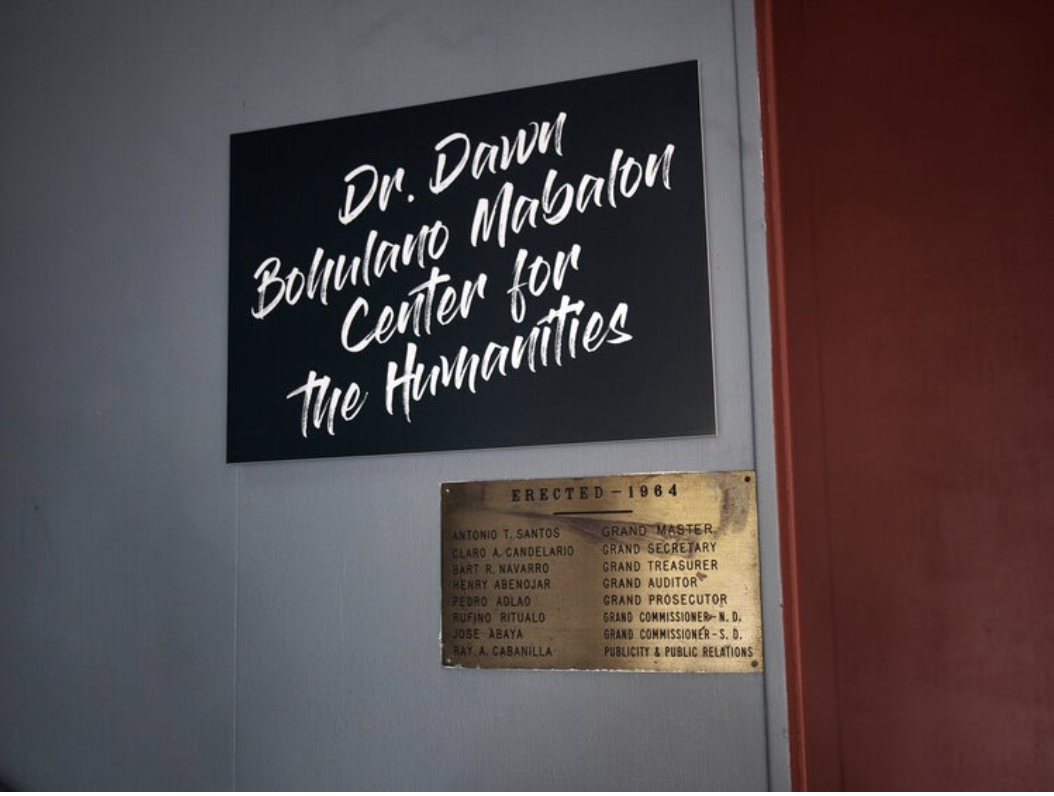 Dr. Dawn
Bohulano Mabalon
Center for
the Humanities
ERECTED - 1964
ANTONIO T. SANTOS GRAND MASTER
CLARO A. CANDELARIO GRAND SECRETARY
BART R. NAVARRO GRAND TREASURER
HENRY ABENOJAR GRAND AUDITOR
PEDRO ADLAO GRAND PROSECUTOR
RUFINO RITUALO GRAND COMMISSIONER - N. D.
JOSE ABAYA GRAND COMMISSIONER - S. D.
RAY. A. CABANILLA PUBLICITY & PUBLIC RELATIONS